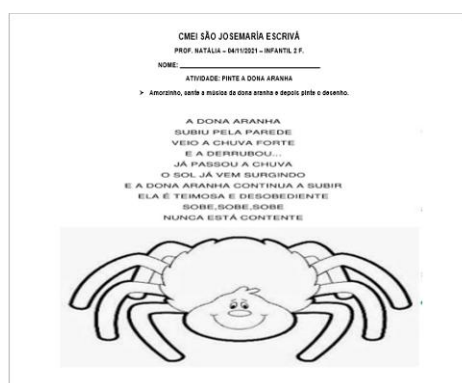 CMEI SÃO JOSEMARÍA ESCRIVÁ
PROF. NATÁLIA – 04/11/2021 – INFANTIL 2 F.
NOME:
ATIVIDADE: PINTE A DONA ARANHA
➤ Amorzinho, cante a música da dona aranha e depois pinte o desenho.
A DONA ARANHA
SUBIU PELA PAREDE
VEIO A CHUVA FORTE
E A DERRUBOU...
JÁ PASSOU A CHUVA
O SOL JÁ VEM SURGINDO
E A DONA ARANHA CONTINUA A SUBIR
ELA É TEIMOSA E DESOBEDIENTE
SOBE,SOBE,SOBE
NUNCA ESTÁ CONTENTE